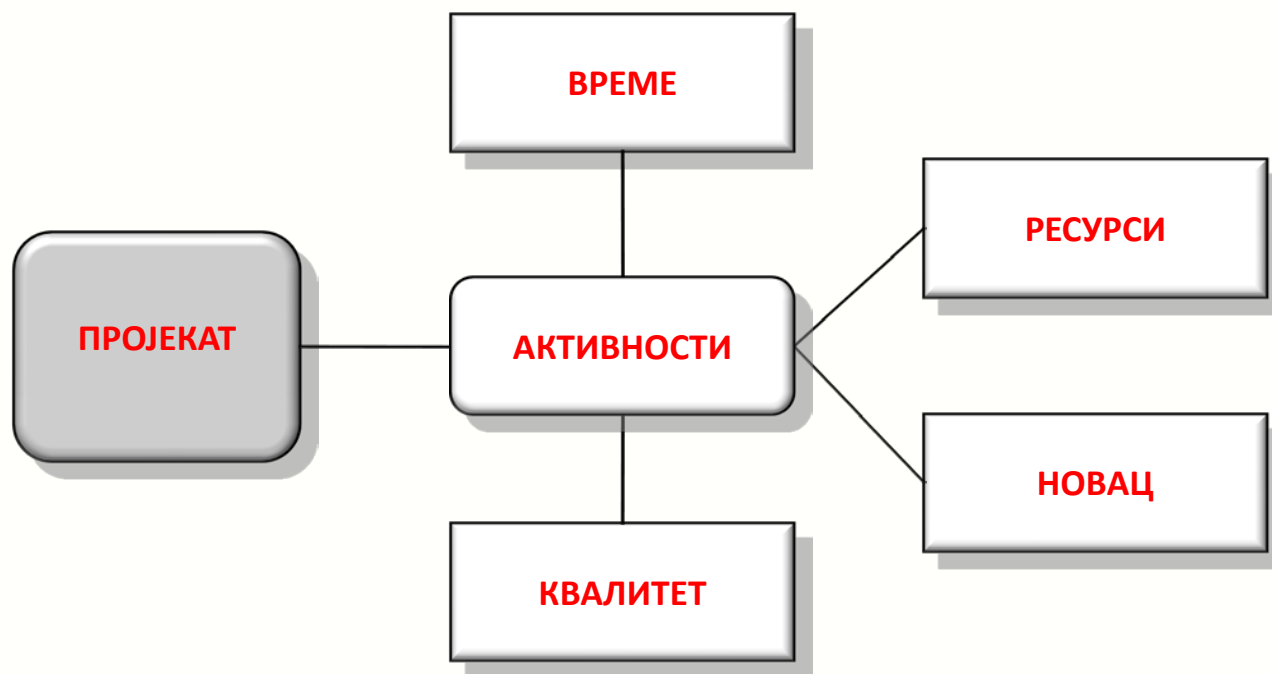 ВРЕМЕ
РЕСУРСИ
ПРОЈЕКАТ
АКТИВНОСТИ
НОВАЦ
КВАЛИТЕТ